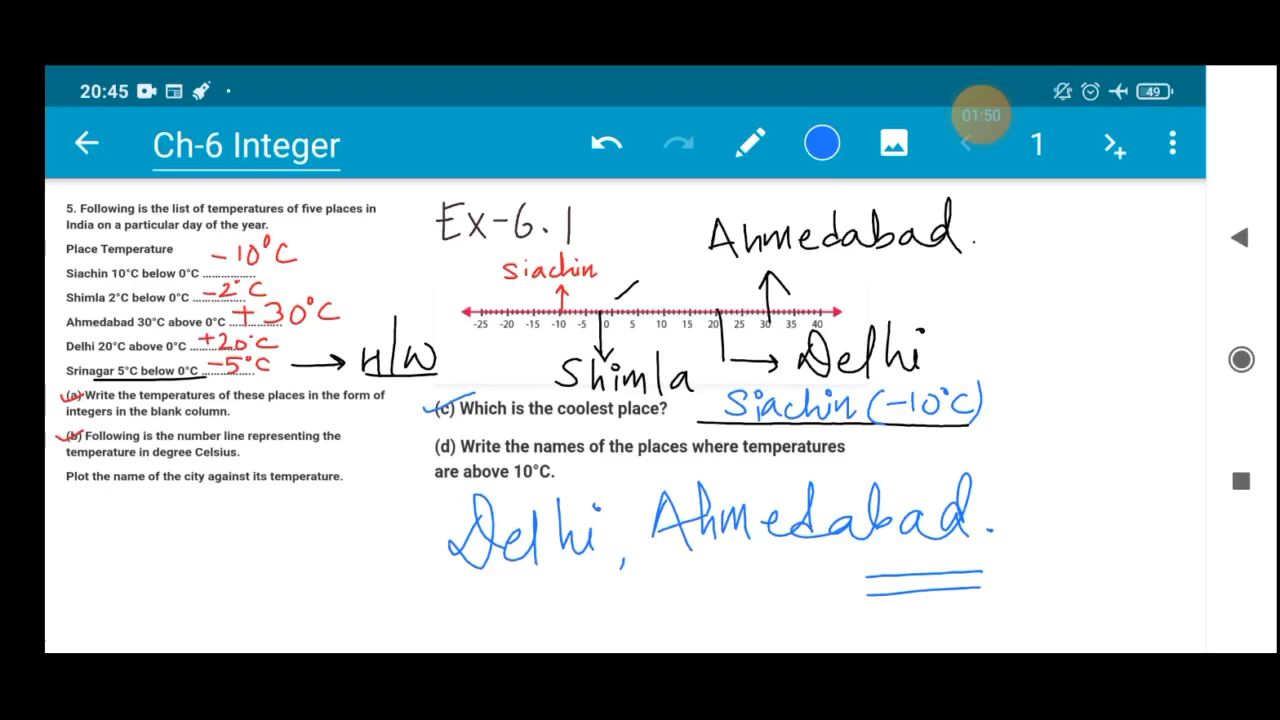 20:45
49
01:50
Ch-6 Integer
1
5. Following is the list of temperatures of five places in
India on a particular day of the year.
Place Temperature
Siachin 10°C below 0°C ............... -10°C
Shimla 2°C below 0°C ............... -2°C
Ahmedabad 30°C above 0°C ............... +30°C
Delhi 20°C above 0°C ............... +20°C
Srinagar 5°C below 0°C ............... -5°C → H/W
(a) Write the temperatures of these places in the form of
integers in the blank column.
(b) Following is the number line representing the
temperature in degree Celsius.
Plot the name of the city against its temperature.
Ex-6.1
Ahmedabad.
Siachin
-25 -20 -15 -10 -5 0 5 10 15 20 25 30 35 40
Shimla
Delhi
(c) Which is the coolest place? Siachin (-10°C)
(d) Write the names of the places where temperatures
are above 10°C.
Delhi, Ahmedabad.